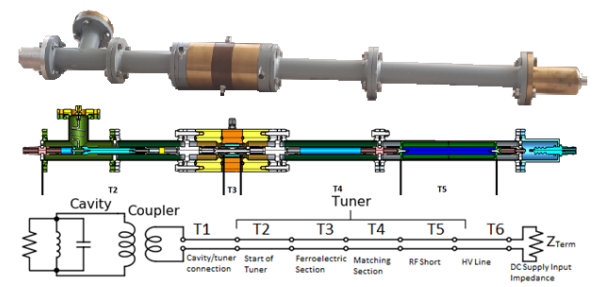 T2 T3 T4 T5
Tuner
Cavity
Coupler
T1 T2 T3 T4 T5 T6
Cavity/tuner
connection
Start of
Tuner
Ferroelectric
Section
Matching
Section
RF Short
HV Line
Z Term
DC Supply Input
Impedance